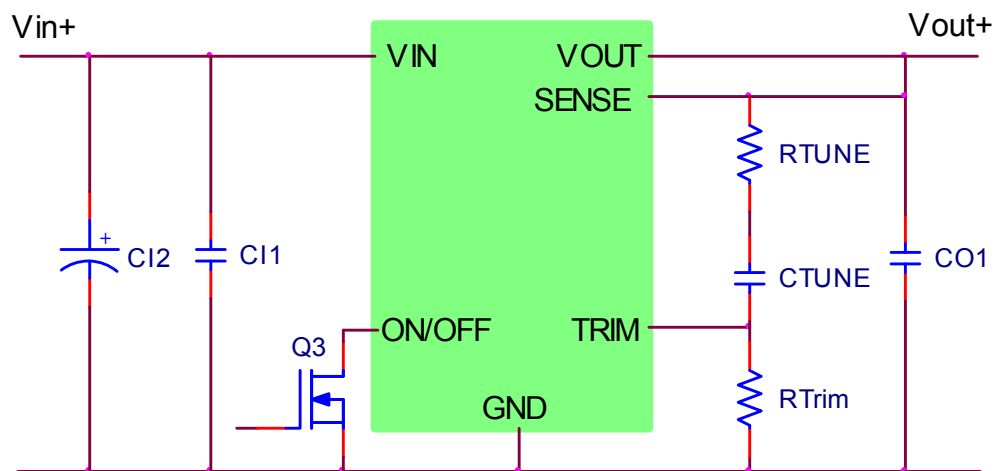 Vin+
Vout+
VIN
VOUT
SENSE
RTUNE
+
CI2
CI1
CTUNE
CO1
ON/OFF
TRIM
Q3
RTrim
GND